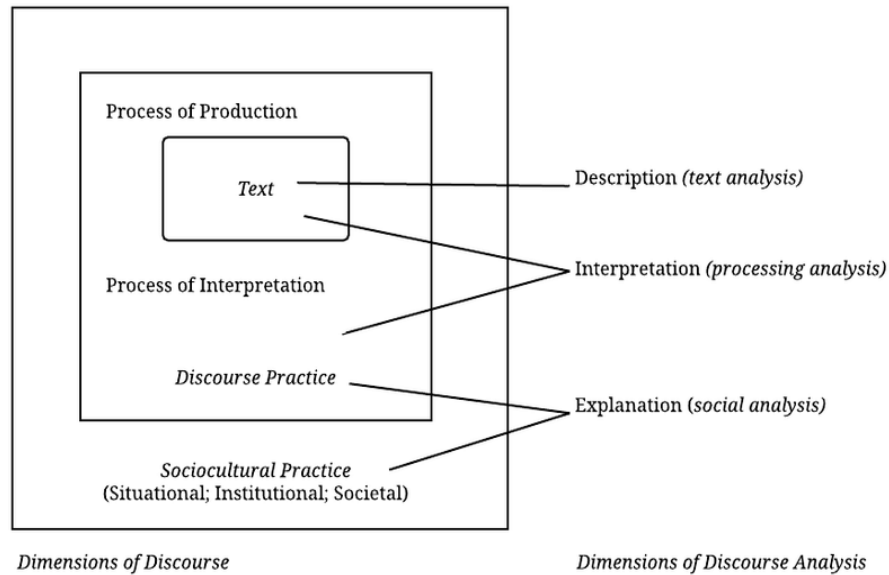 Process of Production
Text
Description (text analysis)
Interpretation (processing analysis)
Process of Interpretation
Discourse Practice
Explanation (social analysis)
Sociocultural Practice
(Situational; Institutional; Societal)
Dimensions of Discourse
Dimensions of Discourse Analysis